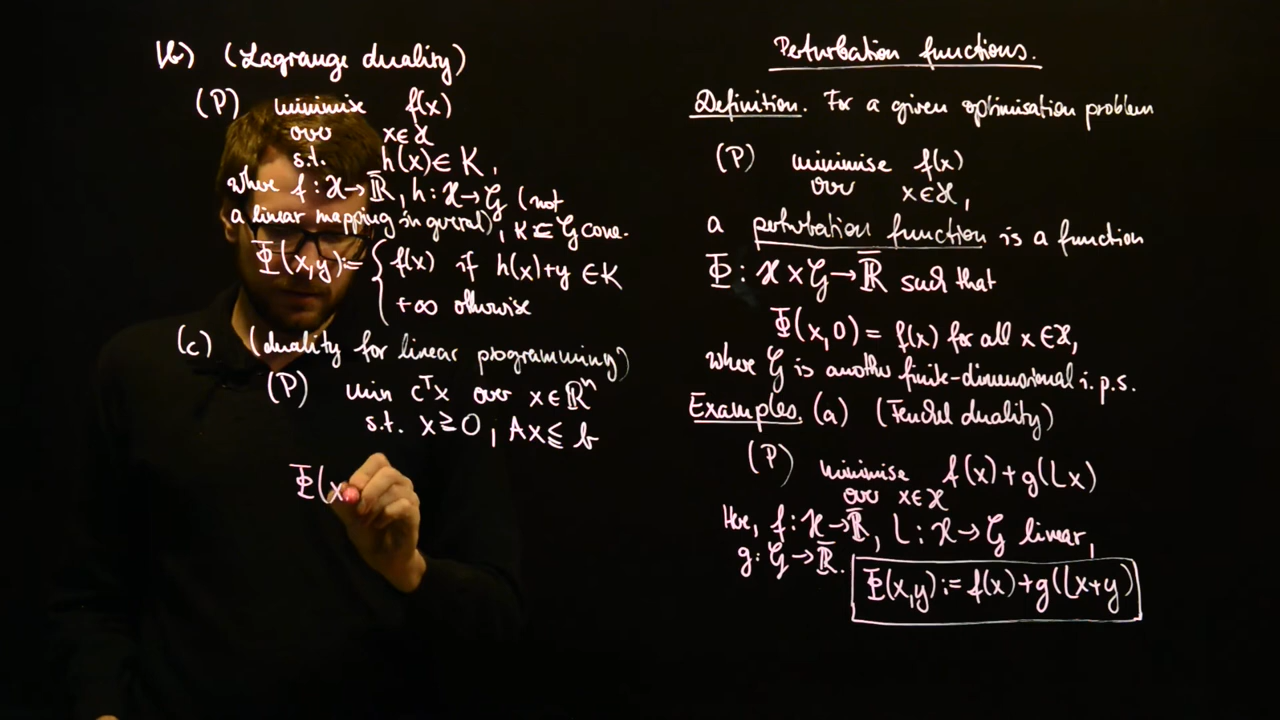 (b) (Lagrange duality)
(P) minimise f(x)
over x∈𝒳
s.t. h(x)∈K,
where f:𝒳→ℝ̄, h:𝒳→𝒢 (not
a linear mapping in general), K⊆𝒢 cone.
Φ(x,y):= { f(x) if h(x)+y ∈K
+∞ otherwise
(c) (duality for linear programming)
(P) min cᵀx over x∈ℝⁿ
s.t. x≥0, Ax≦b
Φ(x
Perturbation functions.
Definition. For a given optimisation problem
(P) minimise f(x)
over x∈𝒳,
a perturbation function is a function
Φ:𝒳×𝒢→ℝ̄ such that
Φ(x,0)=f(x) for all x∈𝒳,
where 𝒢 is another finite-dimensional i.p.s.
Examples. (a) (Fenchel duality)
(P) minimise f(x)+g(Lx)
over x∈𝒳
Here, f:𝒳→ℝ̄, L:𝒳→𝒢 linear,
g:𝒢→ℝ̄.
Φ(x,y):=f(x)+g(Lx+y)